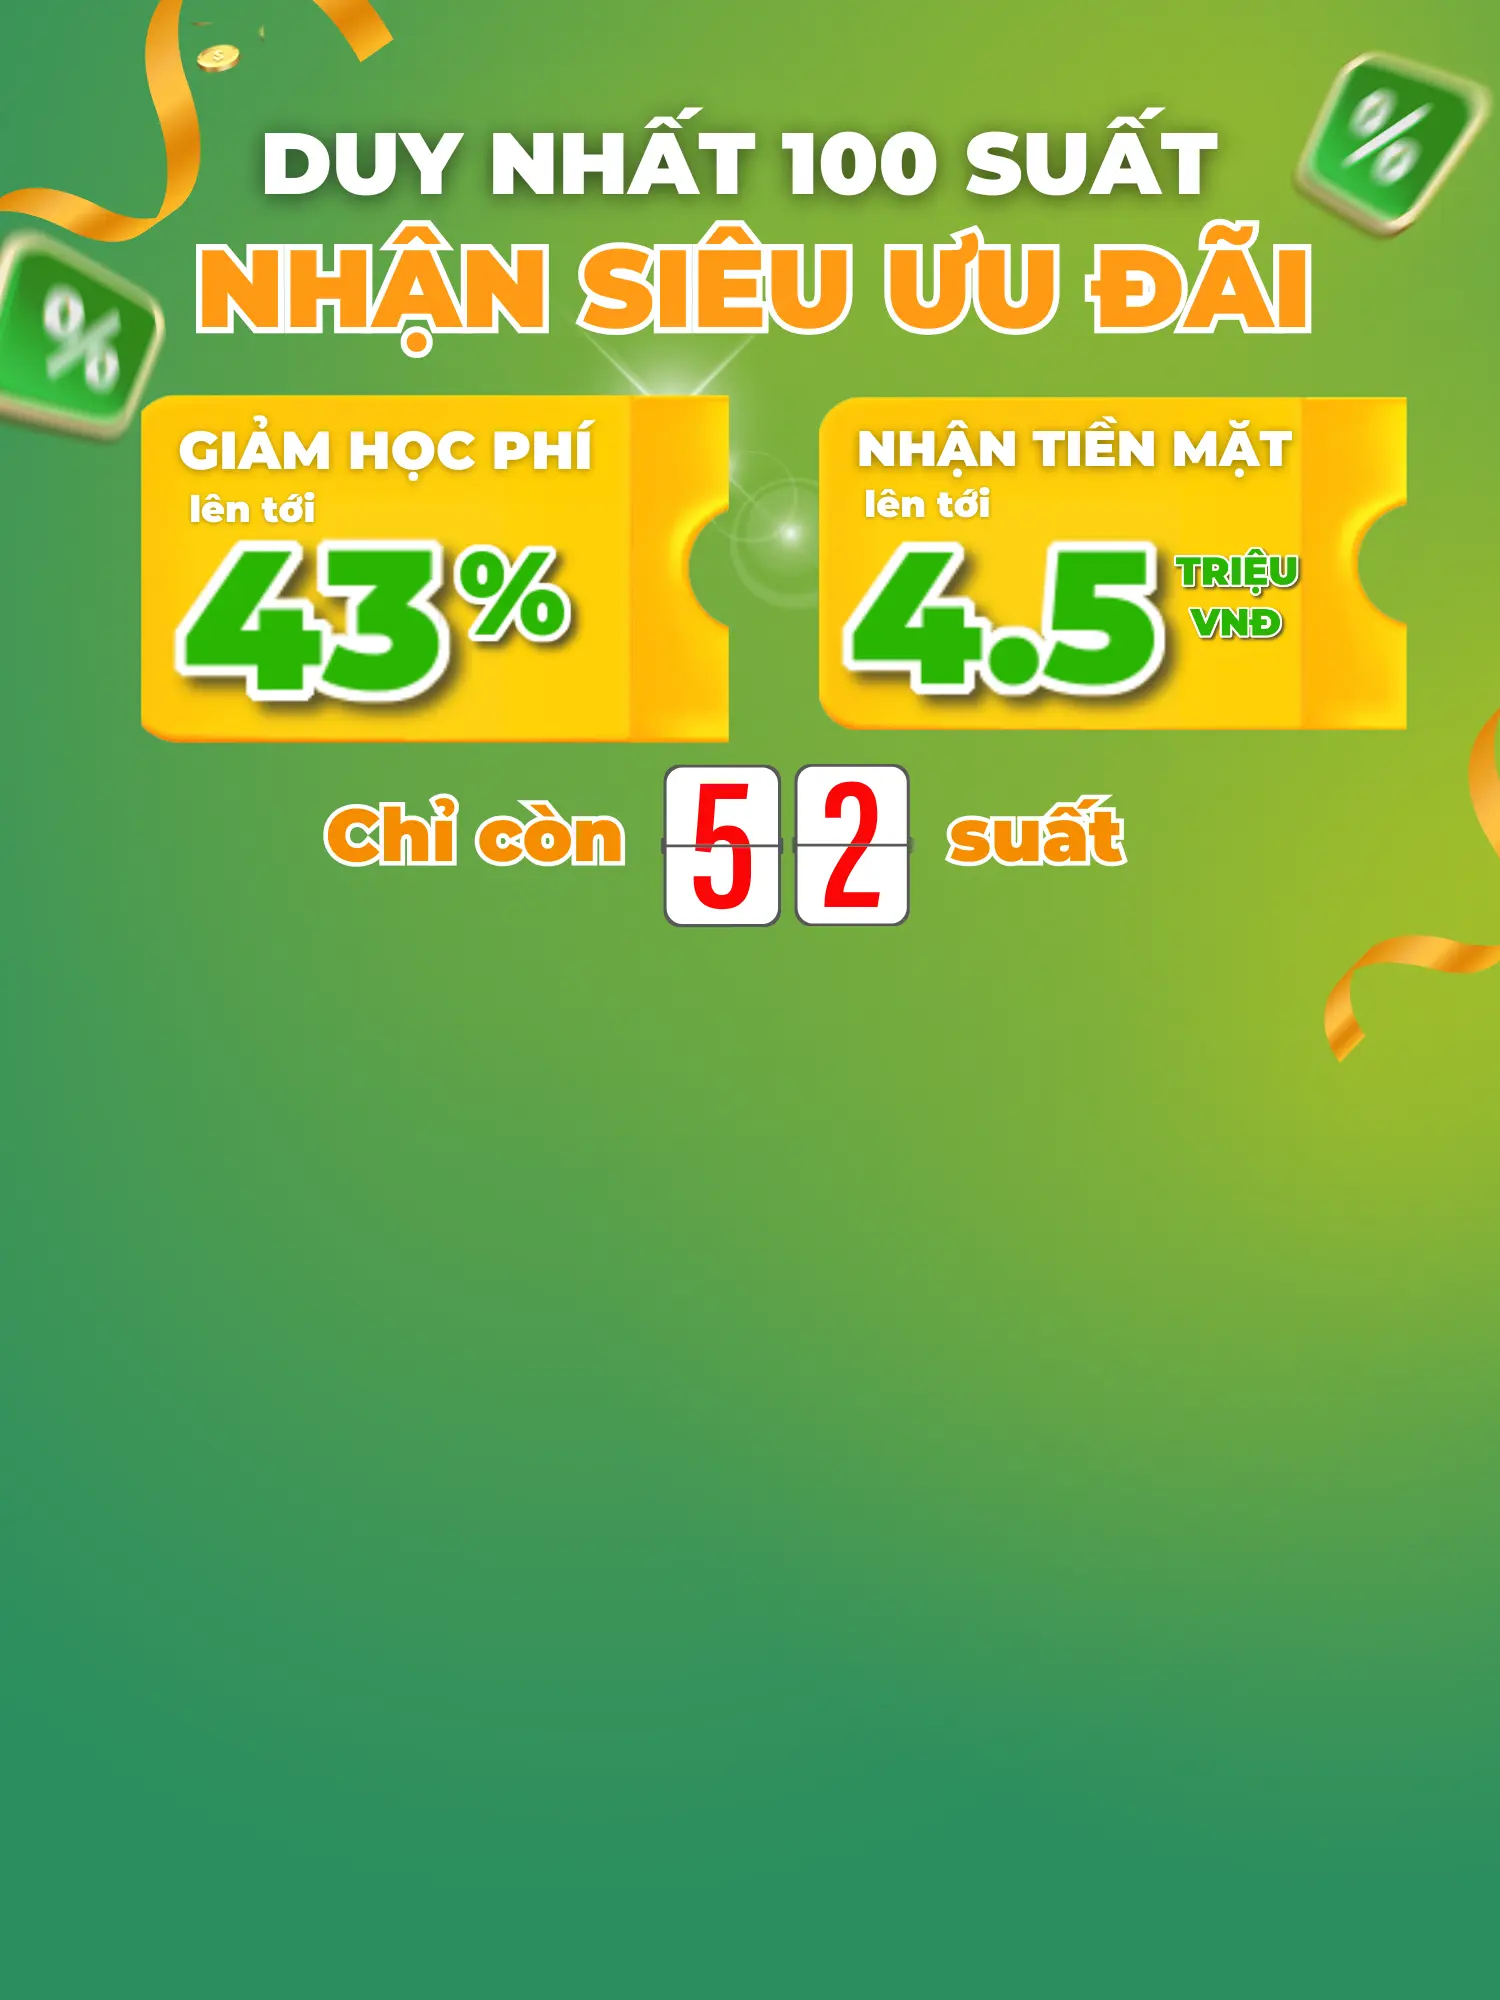 DUY NHẤT 100 SUẤT
NHẬN SIÊU ƯU ĐÃI
GIẢM HỌC PHÍ
lên tới
43%
NHẬN TIỀN MẶT
lên tới
4.5 TRIỆU
VNĐ
Chỉ còn 52 suất